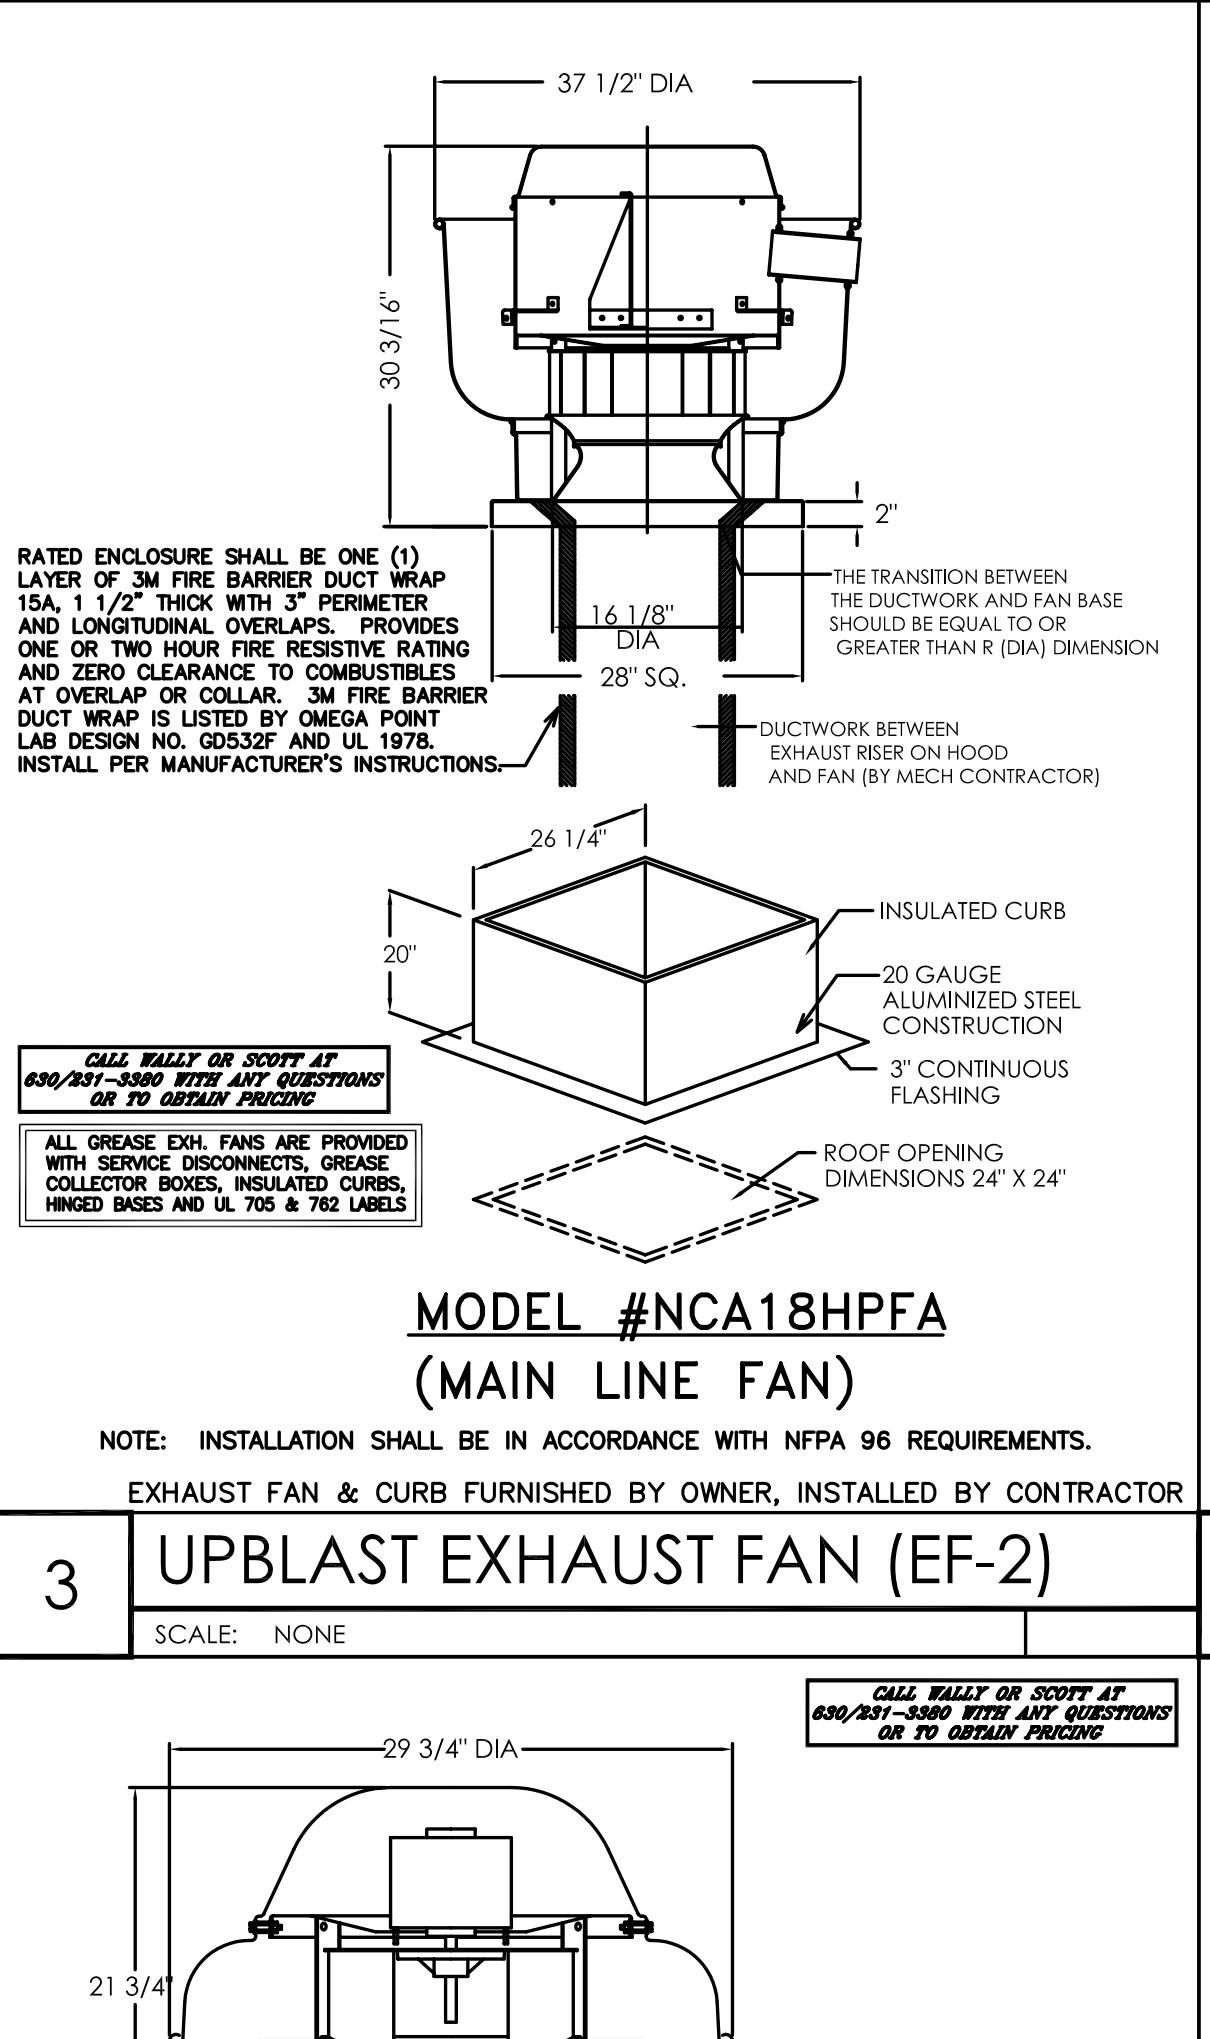 37 1/2" DIA
30 3/16"
2"
RATED ENCLOSURE SHALL BE ONE (1)
LAYER OF 3M FIRE BARRIER DUCT WRAP
15A, 1 1/2" THICK WITH 3" PERIMETER
AND LONGITUDINAL OVERLAPS. PROVIDES
ONE OR TWO HOUR FIRE RESISTIVE RATING
AND ZERO CLEARANCE TO COMBUSTIBLES
AT OVERLAP OR COLLAR. 3M FIRE BARRIER
DUCT WRAP IS LISTED BY OMEGA POINT
LAB DESIGN NO. GD532F AND UL 1978.
INSTALL PER MANUFACTURER'S INSTRUCTIONS.
THE TRANSITION BETWEEN
THE DUCTWORK AND FAN BASE
SHOULD BE EQUAL TO OR
GREATER THAN R (DIA) DIMENSION
16 1/8"
DIA
28" SQ.
DUCTWORK BETWEEN
EXHAUST RISER ON HOOD
AND FAN (BY MECH CONTRACTOR)
26 1/4"
20"
INSULATED CURB
20 GAUGE
ALUMINIZED STEEL
CONSTRUCTION
3" CONTINUOUS
FLASHING
CALL WALLY OR SCOTT AT
630/231-3380 WITH ANY QUESTIONS
OR TO OBTAIN PRICING
ALL GREASE EXH. FANS ARE PROVIDED
WITH SERVICE DISCONNECTS, GREASE
COLLECTOR BOXES, INSULATED CURBS,
HINGED BASES AND UL 705 & 762 LABELS
ROOF OPENING
DIMENSIONS 24" X 24"
MODEL #NCA18HPFA
(MAIN LINE FAN)
NOTE: INSTALLATION SHALL BE IN ACCORDANCE WITH NFPA 96 REQUIREMENTS.
EXHAUST FAN & CURB FURNISHED BY OWNER, INSTALLED BY CONTRACTOR
3
UPBLAST EXHAUST FAN (EF-2)
SCALE: NONE
CALL WALLY OR SCOTT AT
630/231-3380 WITH ANY QUESTIONS
OR TO OBTAIN PRICING
29 3/4" DIA
21 3/4"